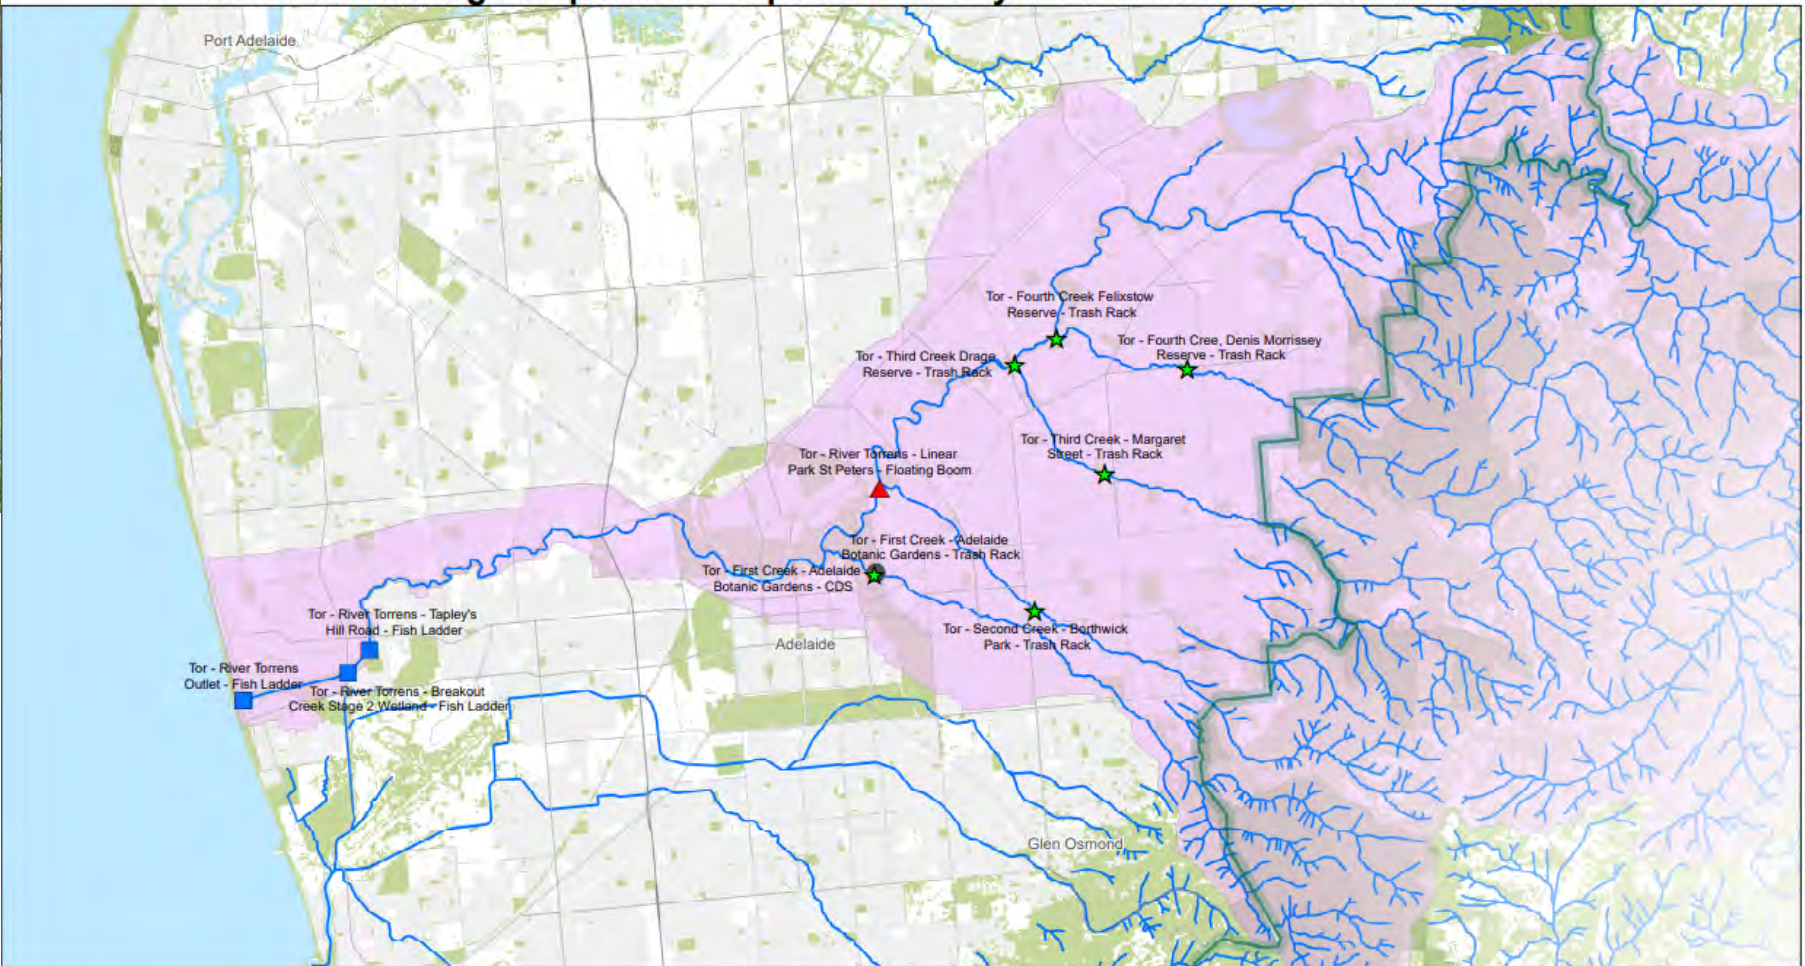 Port Adelaide
Tor - Fourth Creek Felixstow
Reserve - Trash Rack
Tor - Fourth Cree, Denis Morrissey
Reserve - Trash Rack
Tor - Third Creek Drage
Reserve - Trash Rack
Tor - Third Creek - Margaret
Street - Trash Rack
Tor - River Torrens - Linear
Park St Peters - Floating Boom
Tor - First Creek - Adelaide
Botanic Gardens - Trash Rack
Tor - First Creek - Adelaide
Botanic Gardens - CDS
Tor - River Torrens - Tapley's
Hill Road - Fish Ladder
Tor - Second Creek - Borthwick
Park - Trash Rack
Adelaide
Tor - River Torrens
Outlet - Fish Ladder
Tor - River Torrens - Breakout
Creek Stage 2 Wetland - Fish Ladder
Glen Osmond